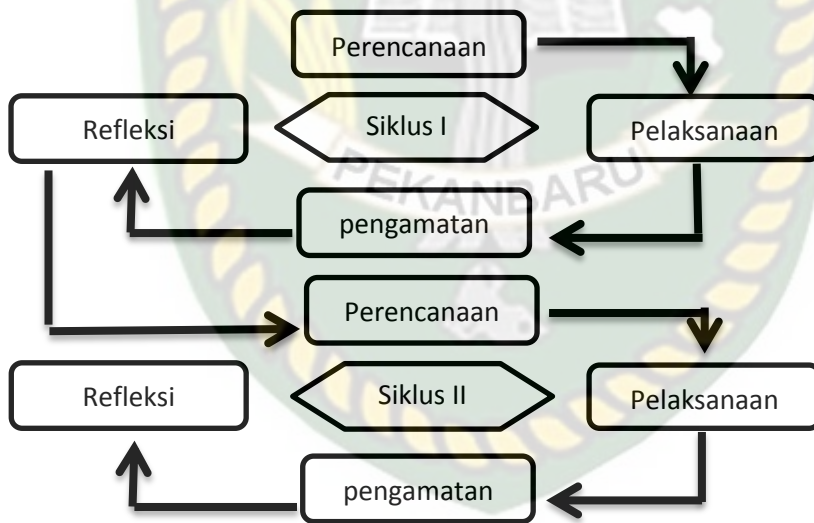 Perencanaan
Refleksi
Siklus I
Pelaksanaan
PEKANBARU
pengamatan
Perencanaan
Refleksi
Siklus II
Pelaksanaan
pengamatan